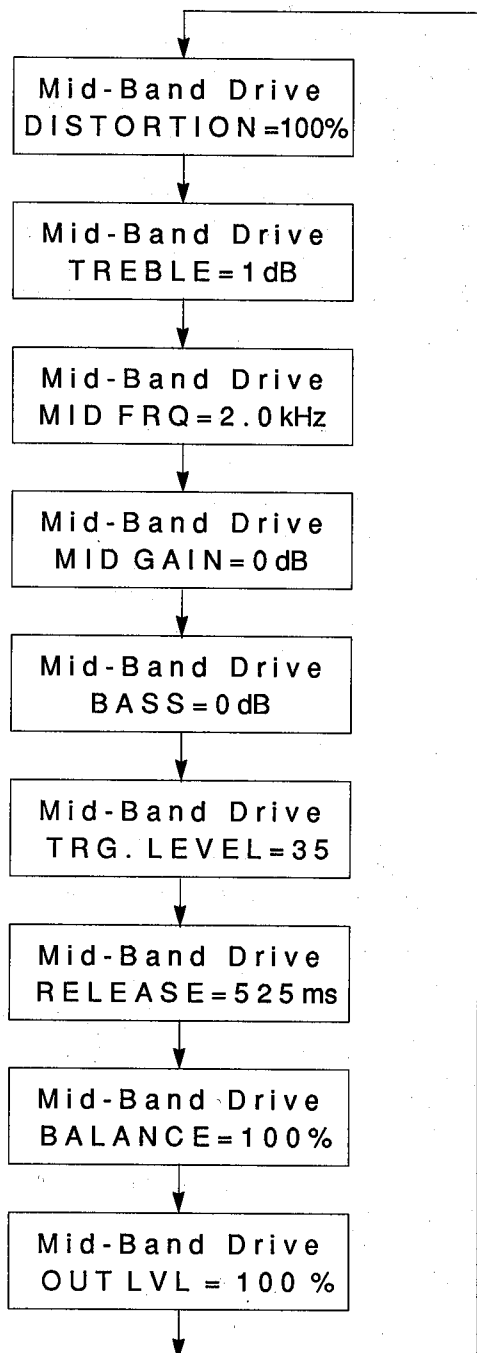 Mid-Band Drive
DISTORTION=100%
Mid-Band Drive
TREBLE=1dB
Mid-Band Drive
MID FRQ=2.0kHz
Mid-Band Drive
MID GAIN=0dB
Mid-Band Drive
BASS=0dB
Mid-Band Drive
TRG. LEVEL=35
Mid-Band Drive
RELEASE=525ms
Mid-Band Drive
BALANCE=100%
Mid-Band Drive
OUT LVL = 100 %